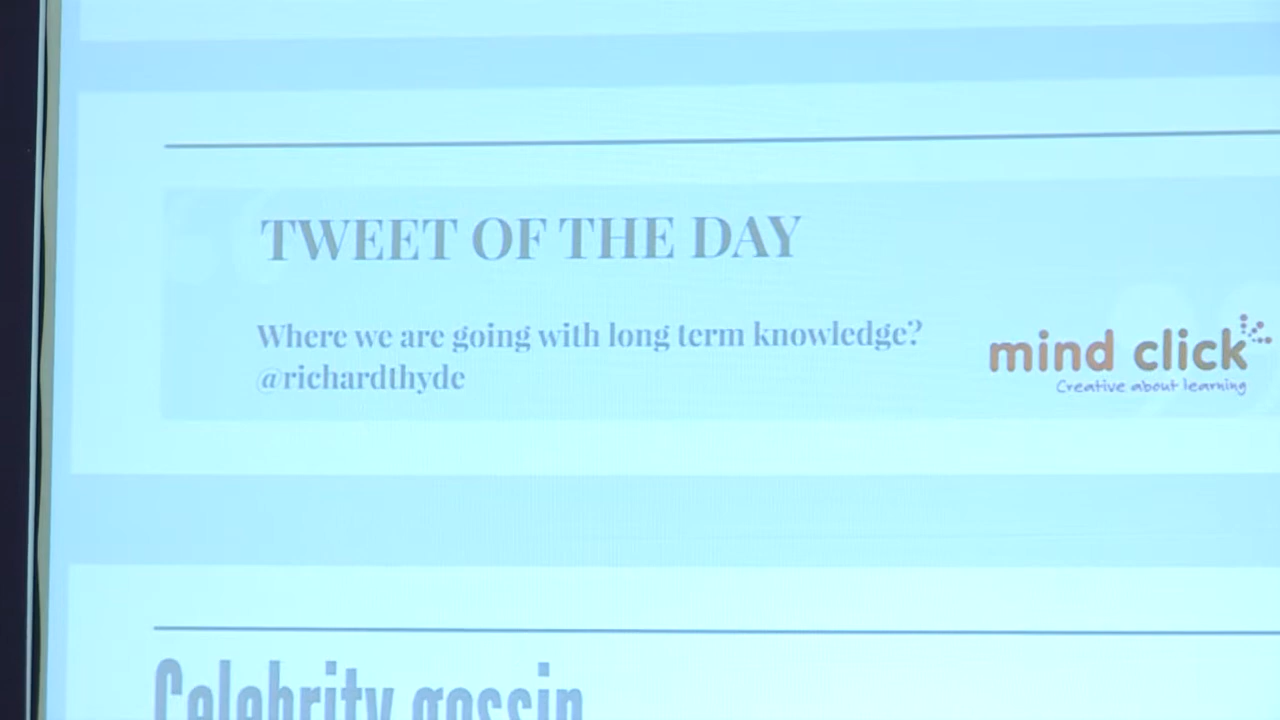 TWEET OF THE DAY
Where we are going with long term knowledge?
@richardthyde
mind click
Creative about learning
Celebrity gossip